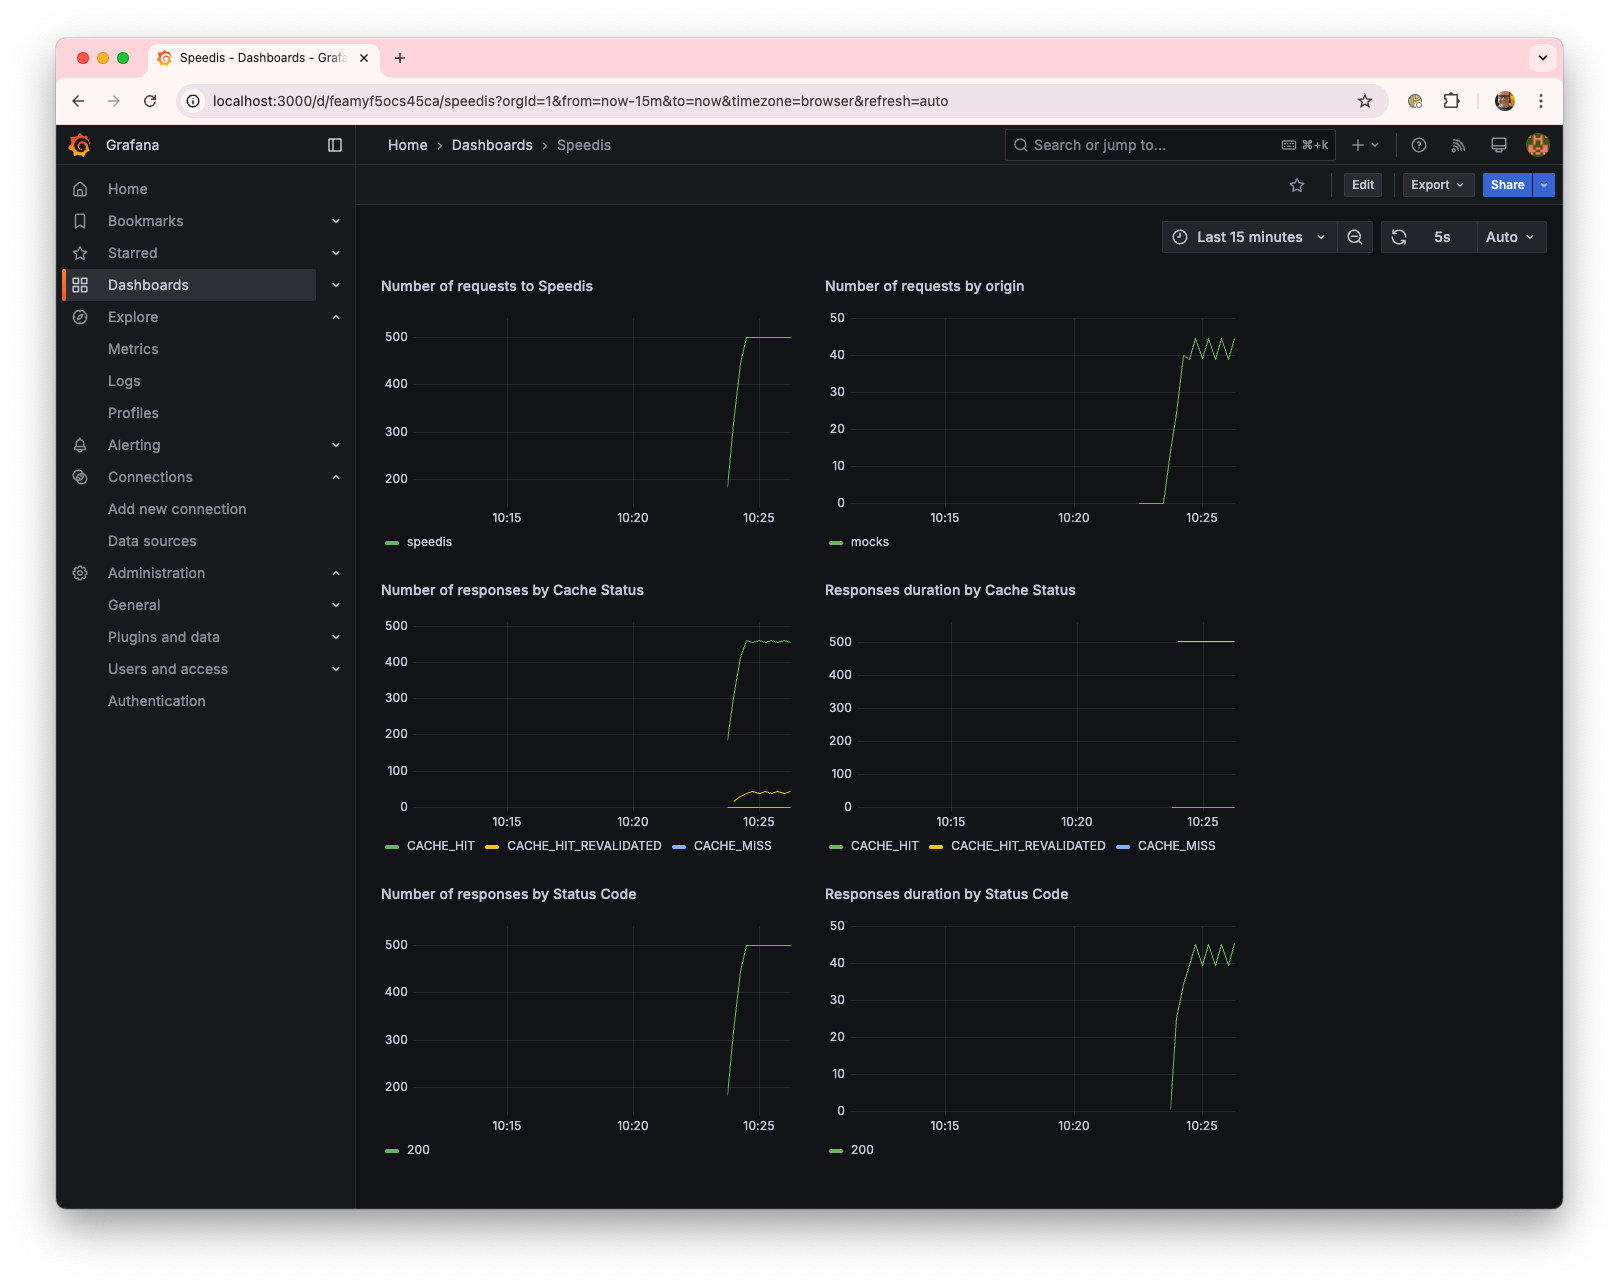 Speedis - Dashboards - Grafa
localhost:3000/d/feamyf5ocs45ca/speedis?orgId=1&from=now-15m&to=now&timezone=browser&refresh=auto
Grafana
Home › Dashboards › Speedis
Search or jump to...
⌘+k
Home
Bookmarks
Starred
Dashboards
Explore
Metrics
Logs
Profiles
Alerting
Connections
Add new connection
Data sources
Administration
General
Plugins and data
Users and access
Authentication
Edit
Export
Share
Last 15 minutes
5s
Auto
Number of requests to Speedis
500
400
300
200
10:15 10:20 10:25
speedis
Number of requests by origin
50
40
30
20
10
0
10:15 10:20 10:25
mocks
Number of responses by Cache Status
500
400
300
200
100
0
10:15 10:20 10:25
CACHE_HIT CACHE_HIT_REVALIDATED CACHE_MISS
Responses duration by Cache Status
500
400
300
200
100
0
10:15 10:20 10:25
CACHE_HIT CACHE_HIT_REVALIDATED CACHE_MISS
Number of responses by Status Code
500
400
300
200
10:15 10:20 10:25
200
Responses duration by Status Code
50
40
30
20
10
0
10:15 10:20 10:25
200